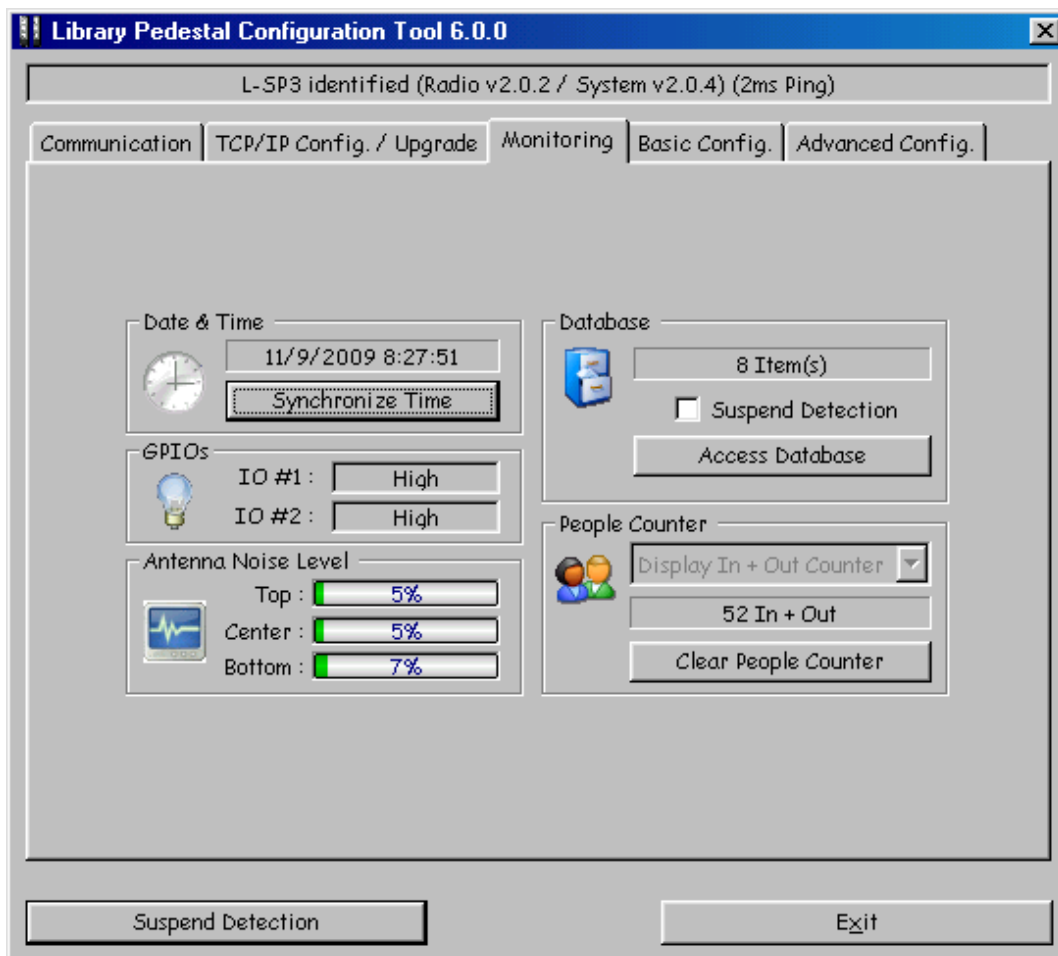 Library Pedestal Configuration Tool 6.0.0
L-SP3 identified (Radio v2.0.2 / System v2.0.4) (2ms Ping)
Communication
TCP/IP Config. / Upgrade
Monitoring
Basic Config.
Advanced Config.
Date & Time
11/9/2009 8:27:51
Synchronize Time
GPIOs
IO #1 : High
IO #2 : High
Antenna Noise Level
Top : 5%
Center : 5%
Bottom : 7%
Database
8 Item(s)
Suspend Detection
Access Database
People Counter
Display In + Out Counter
52 In + Out
Clear People Counter
Suspend Detection
Exit